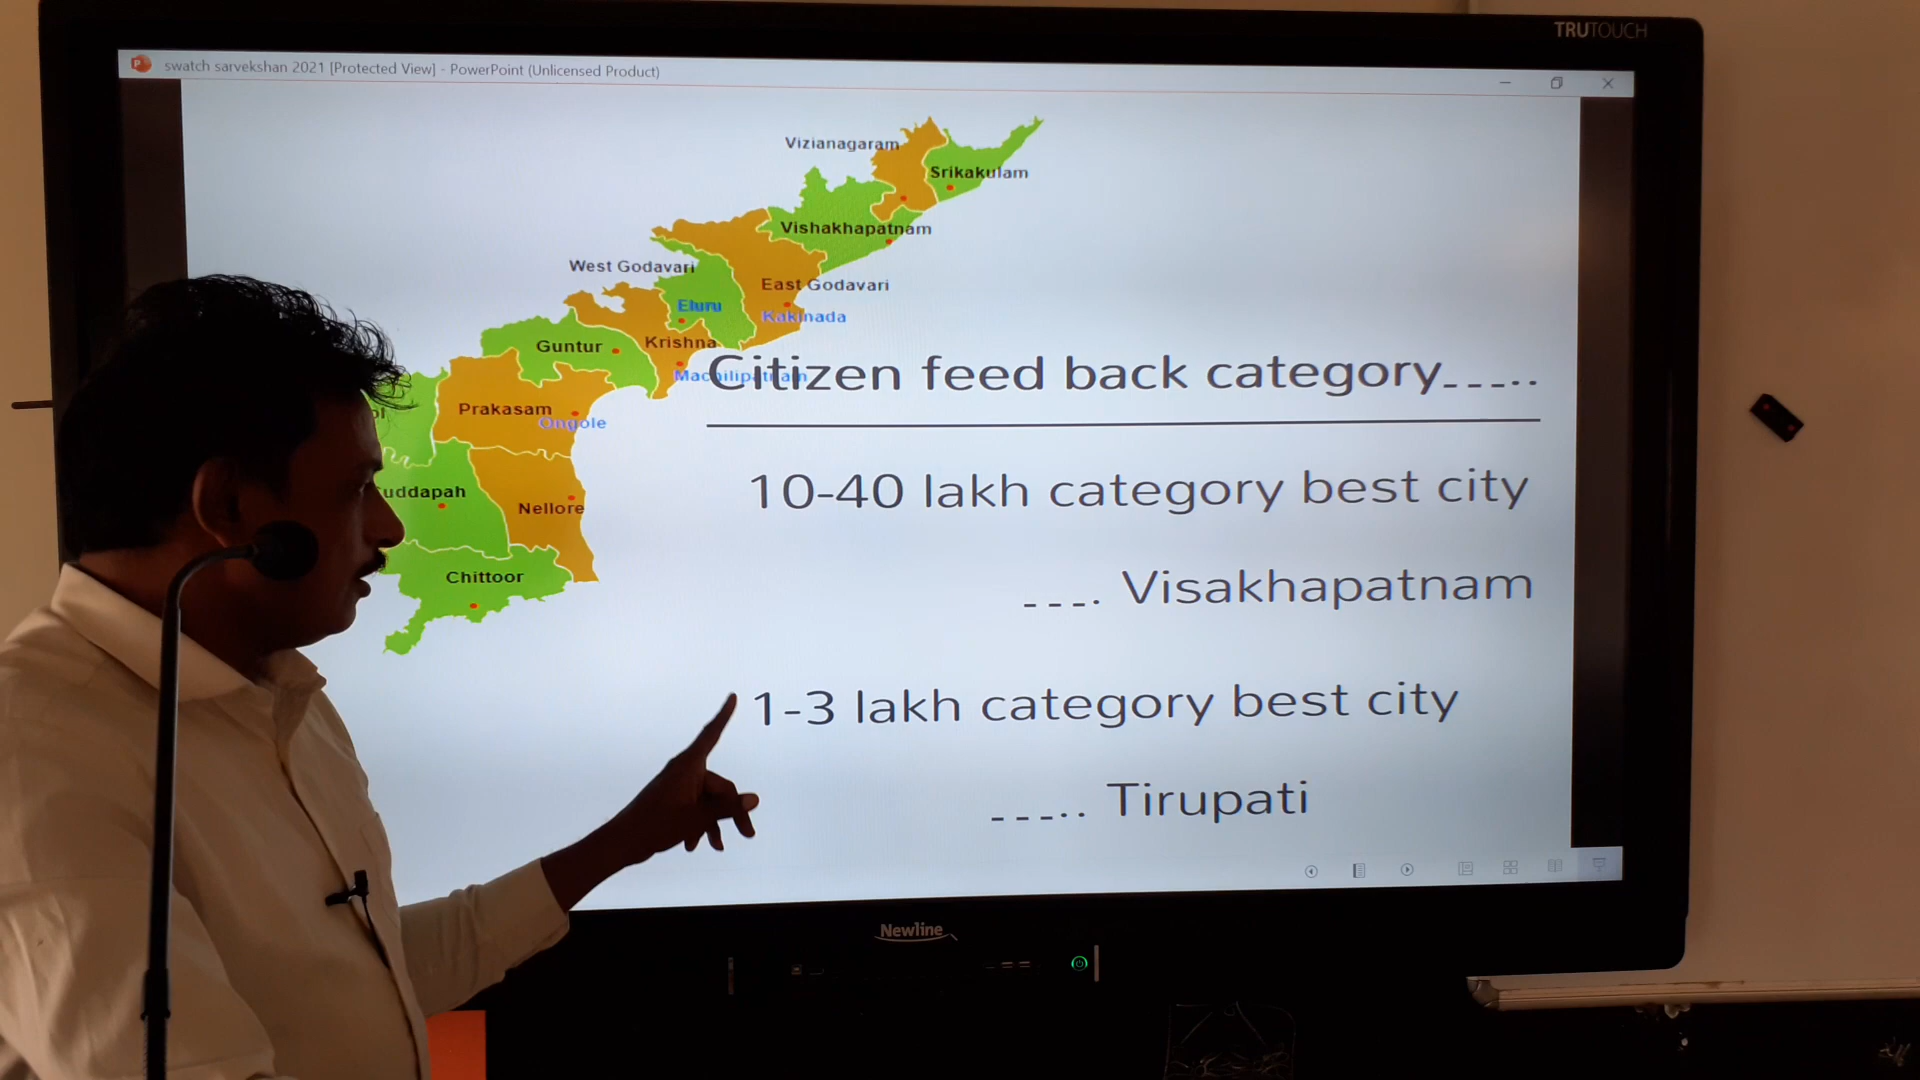 TRUTOUCH
swatch sarvekshan 2021 [Protected View] - PowerPoint (Unlicensed Product)
Vizianagaram
Srikakulam
Vishakhapatnam
West Godavari
East Godavari
Eluru
Kakinada
Guntur
Krishna
Machilipatnam
Citizen feed back category_ _ _ . .
Prakasam
Ongole
10-40 lakh category best city
uddapah
Nellore
_ _ _ . Visakhapatnam
Chittoor
1-3 lakh category best city
_ _ _ . . Tirupati
Newline